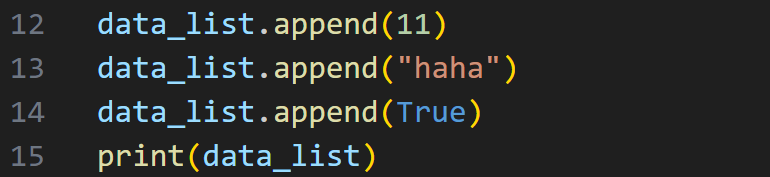 12 data_list.append(11)
13 data_list.append("haha")
14 data_list.append(True)
15 print(data_list)